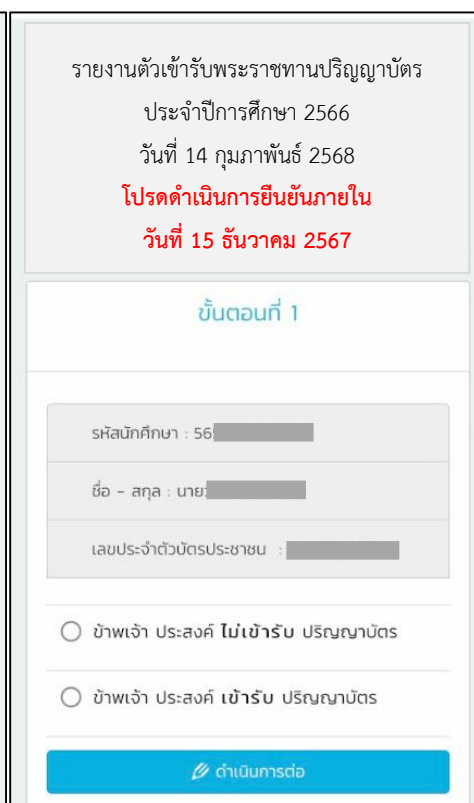 รายงานตัวเข้ารับพระราชทานปริญญาบัตร
ประจำปีการศึกษา 2566
วันที่ 14 กุมภาพันธ์ 2568
โปรดดำเนินการยืนยันภายใน
วันที่ 15 ธันวาคม 2567
ขั้นตอนที่ 1
รหัสนักศึกษา : 56
ชื่อ - สกุล : นาย
เลขประจำตัวบัตรประชาชน :
ข้าพเจ้า ประสงค์ ไม่เข้ารับ ปริญญาบัตร
ข้าพเจ้า ประสงค์ เข้ารับ ปริญญาบัตร
ดำเนินการต่อ